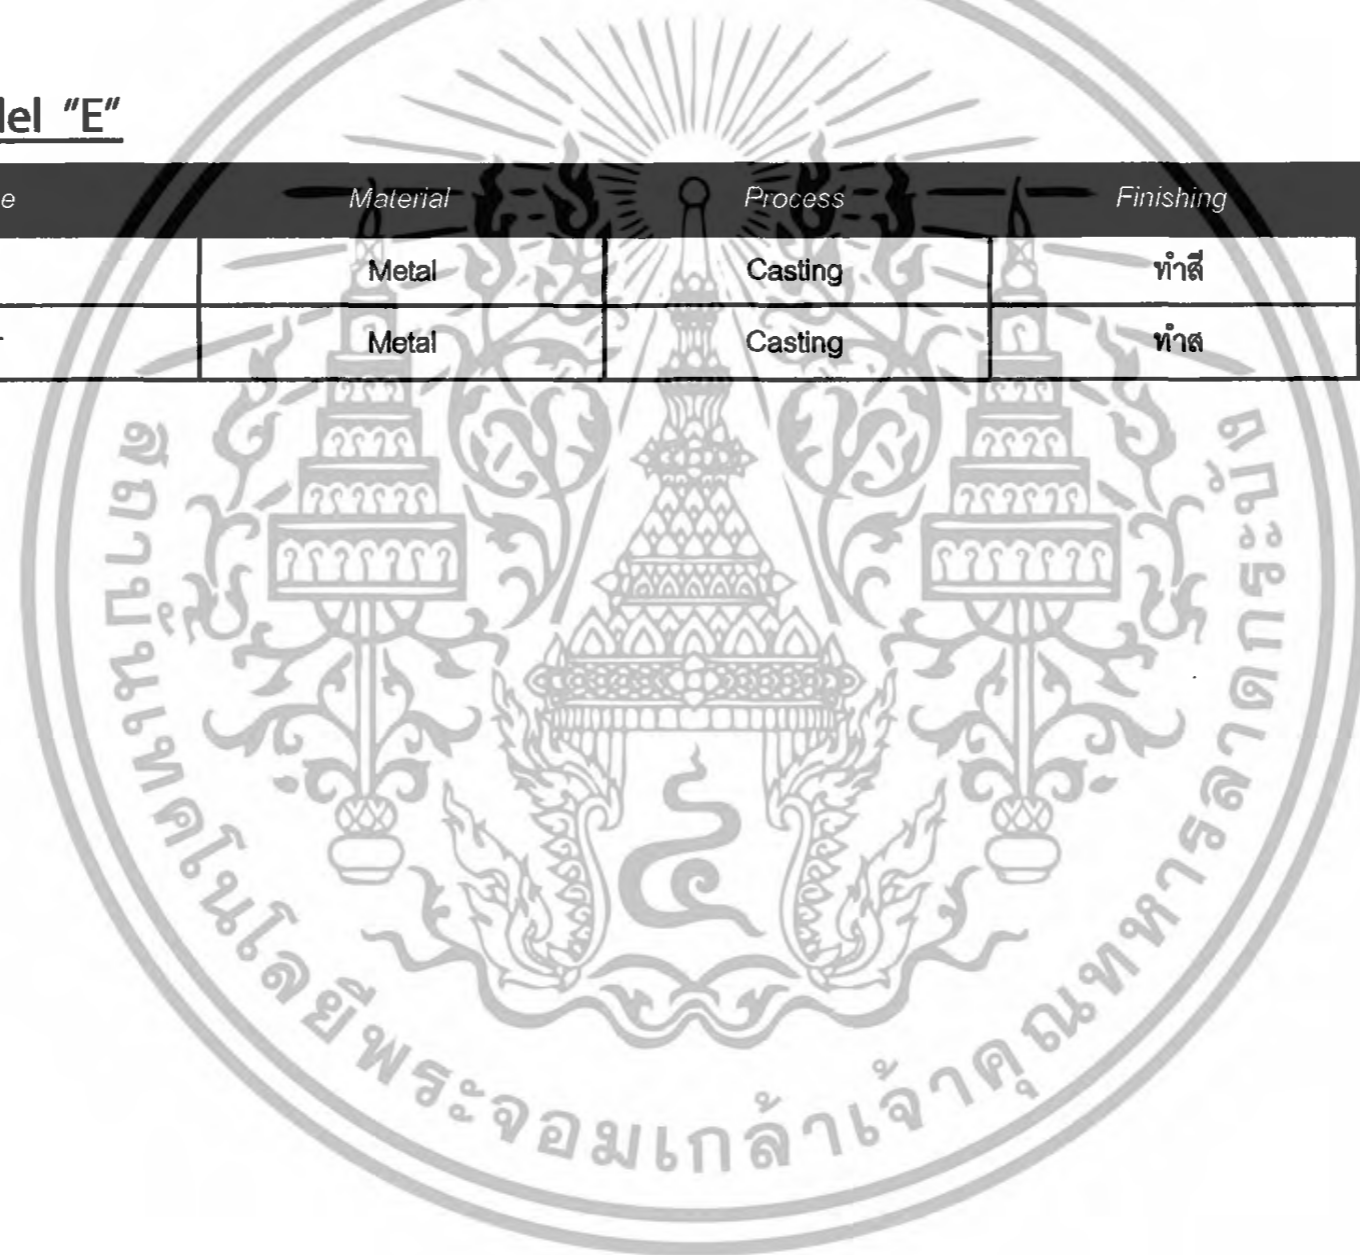 del "E"
e Material Process Finishing
Metal Casting ทำสี
Metal Casting ทำส
สถาบันเทคโนโลยีพระจอมเกล้าเจ้าคุณทหารลาดกระบัง
๔